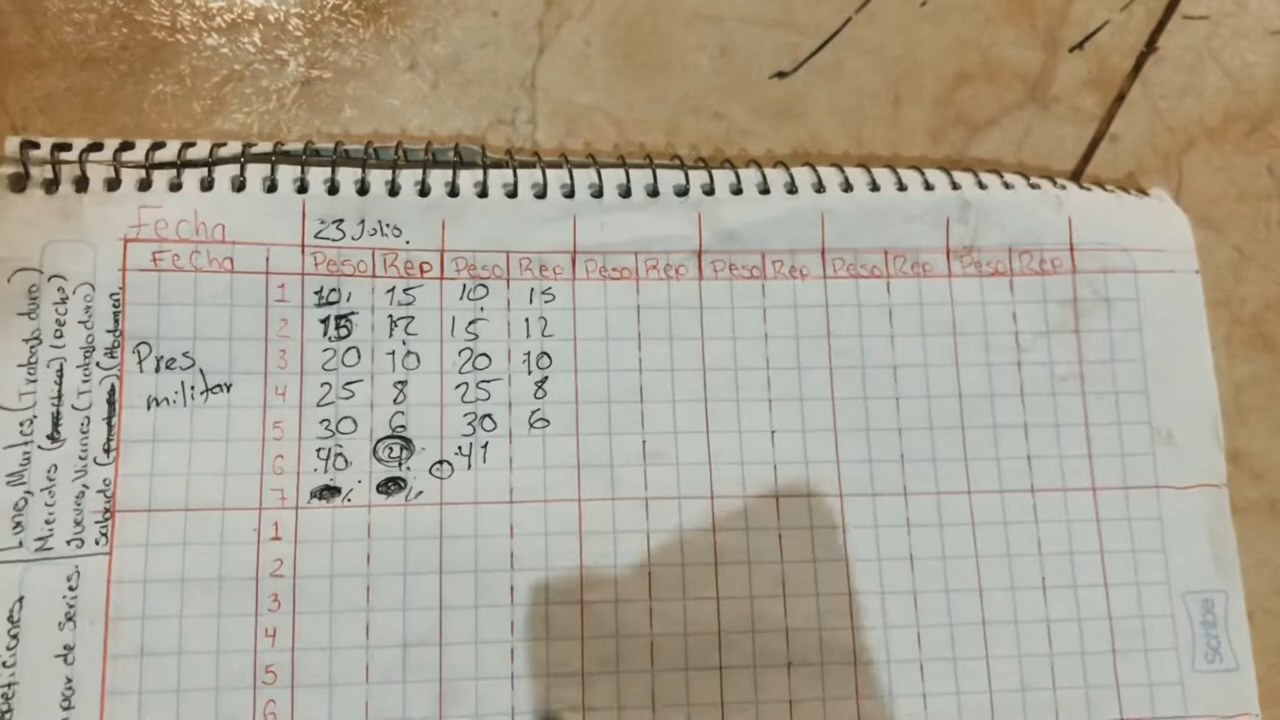 Fecha 23 Julio.
Fecha Peso Rep Peso Rep Peso Rep Peso Rep Peso Rep Peso Rep
1 10 15 10 15
2 15 12 15 12
Pres 3 20 10 20 10
militar 4 25 8 25 8
5 30 6 30 6
6 40 4 41
7
1
2
3
4
5
6
Luno, Martes, (Trabajo duro)
Miercoles (Pecho)
Jueves, Viernes (Trabajo duro)
Sabado (Abdomen.
par de Series.
Scribe